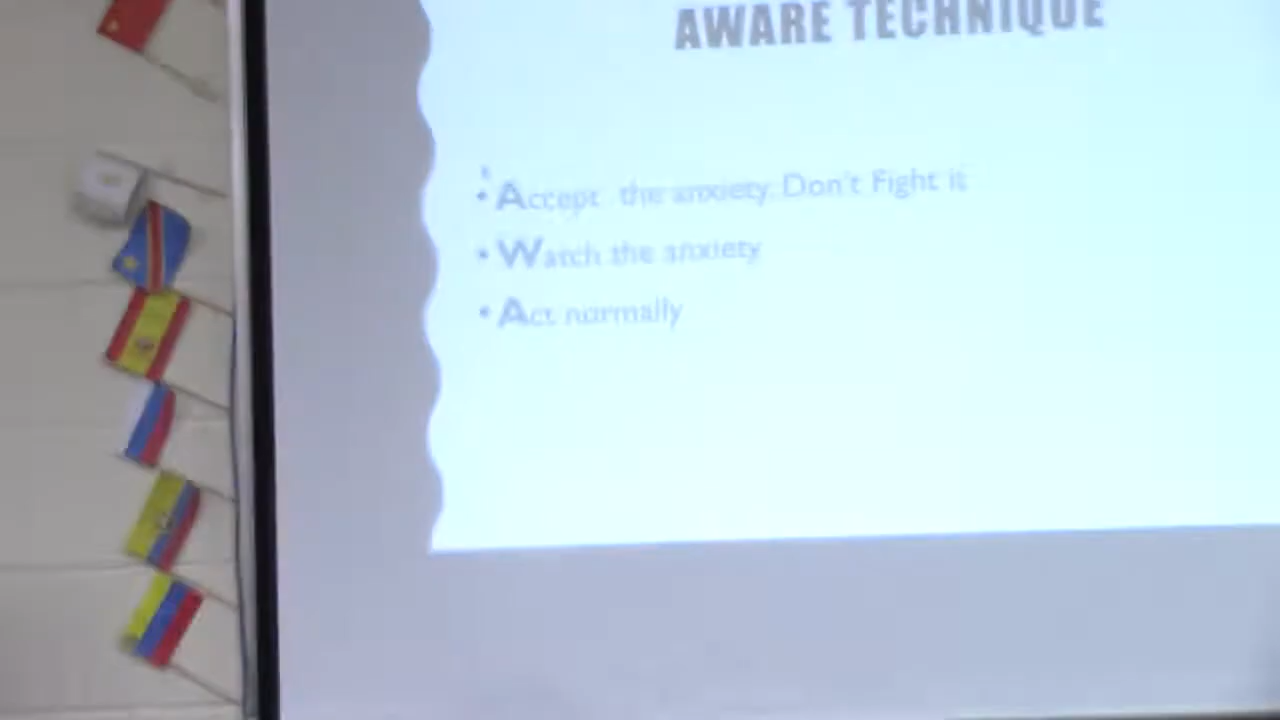 AWARE TECHNIQUE
• Accept the anxiety. Don't Fight it
• Watch the anxiety
• Act normally